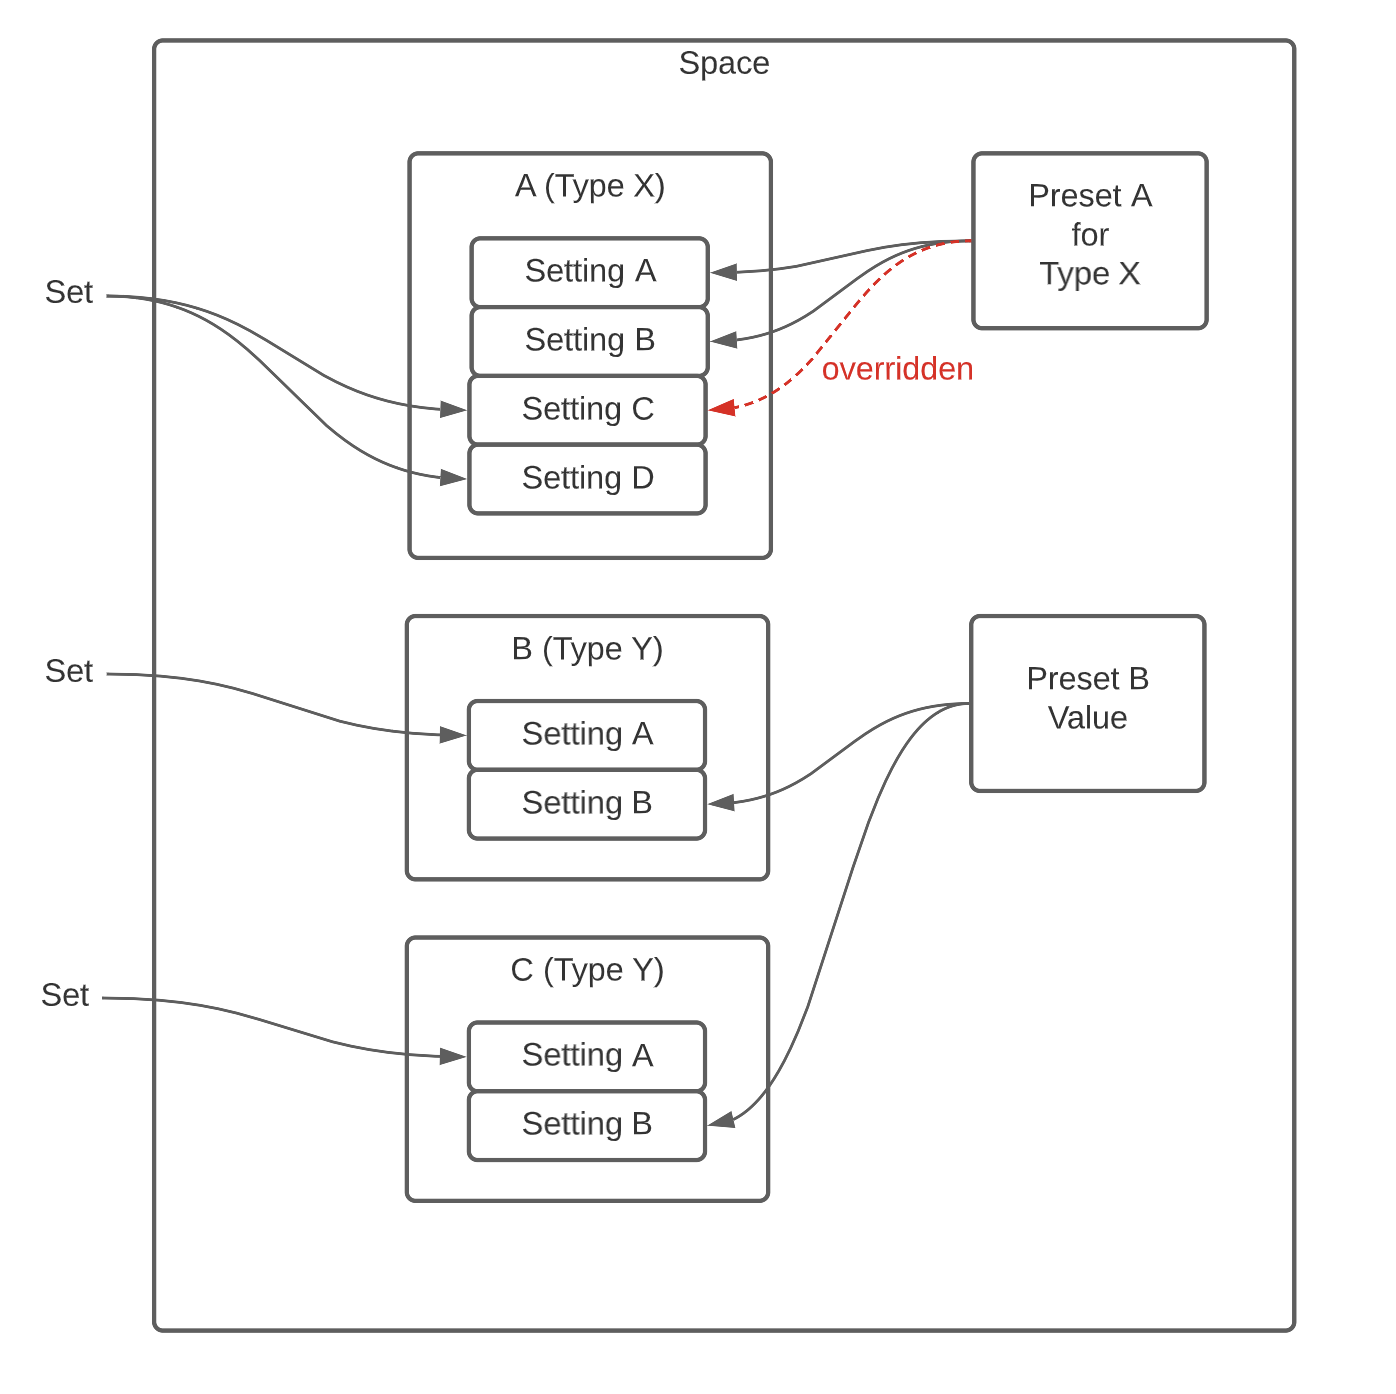 Space
A (Type X)
Setting A
Setting B
Setting C
Setting D
Preset A
for
Type X
overridden
Set
B (Type Y)
Setting A
Setting B
Preset B
Value
Set
C (Type Y)
Setting A
Setting B
Set